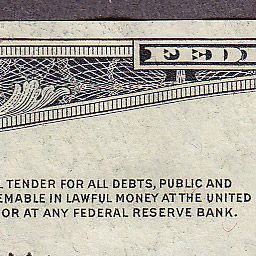 FED
L TENDER FOR ALL DEBTS, PUBLIC AND
EMABLE IN LAWFUL MONEY AT THE UNITED
OR AT ANY FEDERAL RESERVE BANK.